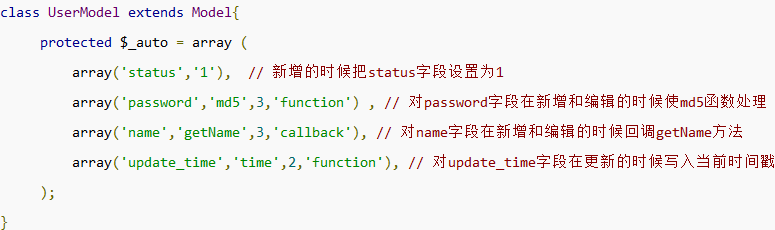 class UserModel extends Model{
protected $_auto = array (
array('status','1'),  // 新增的时候把status字段设置为1
array('password','md5',3,'function') , // 对password字段在新增和编辑的时候使md5函数处理
array('name','getName',3,'callback'), // 对name字段在新增和编辑的时候回调getName方法
array('update_time','time',2,'function'), // 对update_time字段在更新的时候写入当前时间戳
);
}